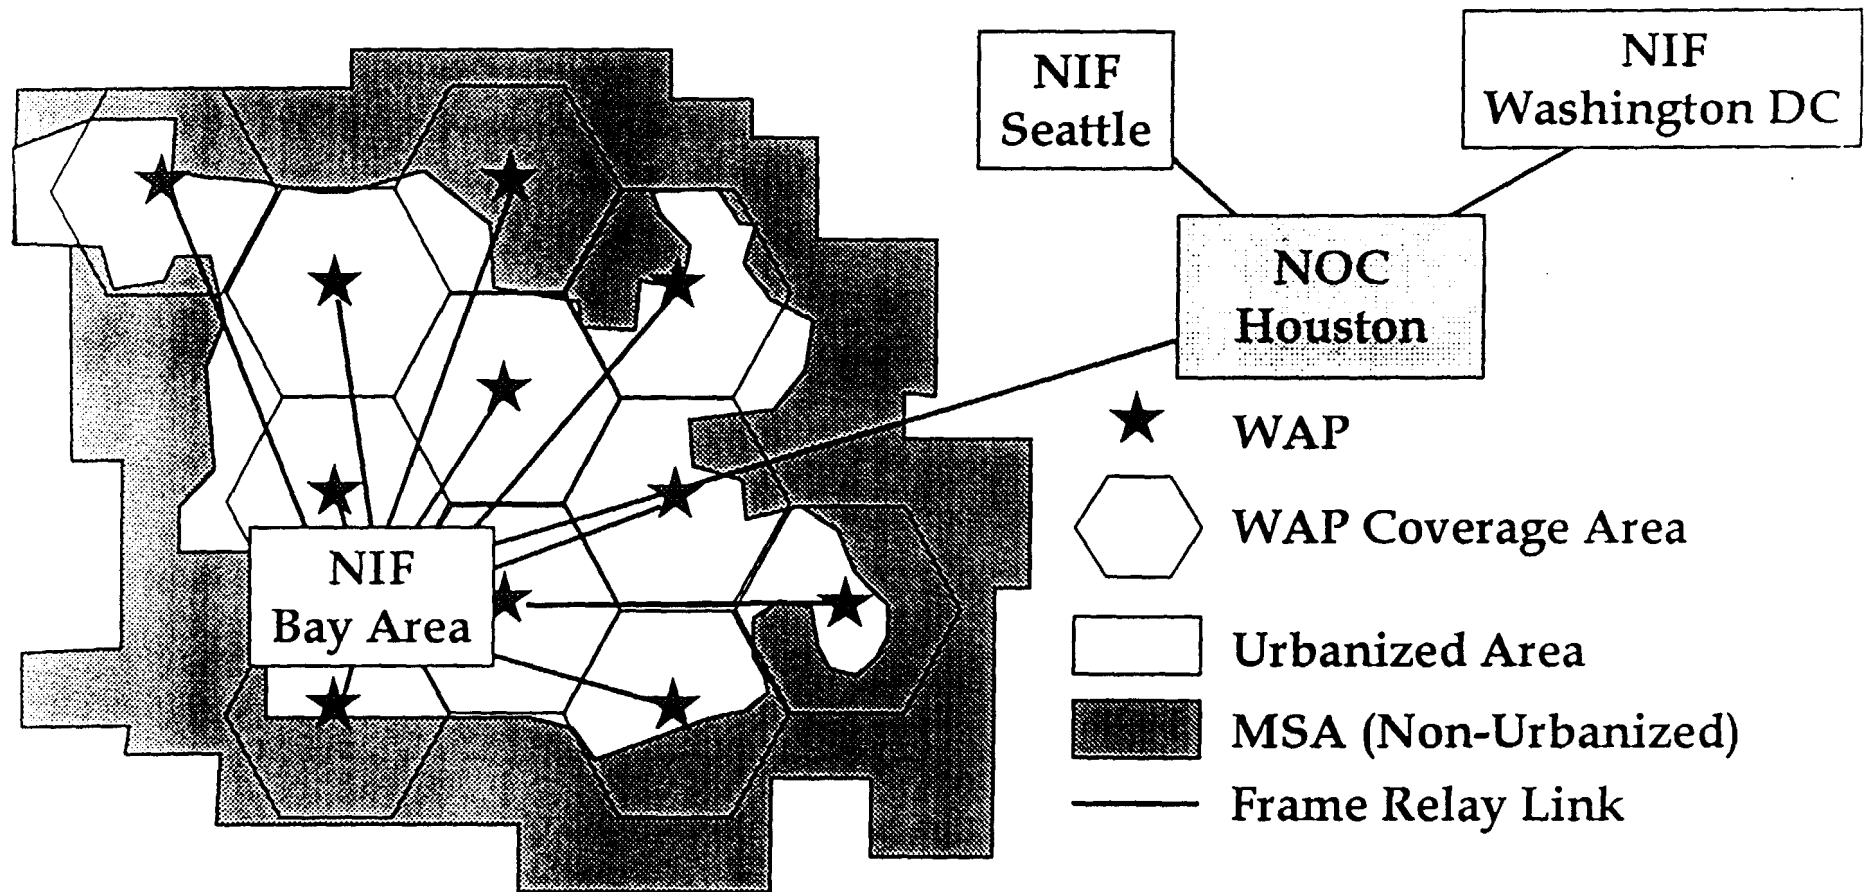 NIF
Seattle
NIF
Washington DC
NOC
Houston
WAP
WAP Coverage Area
NIF
Bay Area
Urbanized Area
MSA (Non-Urbanized)
Frame Relay Link